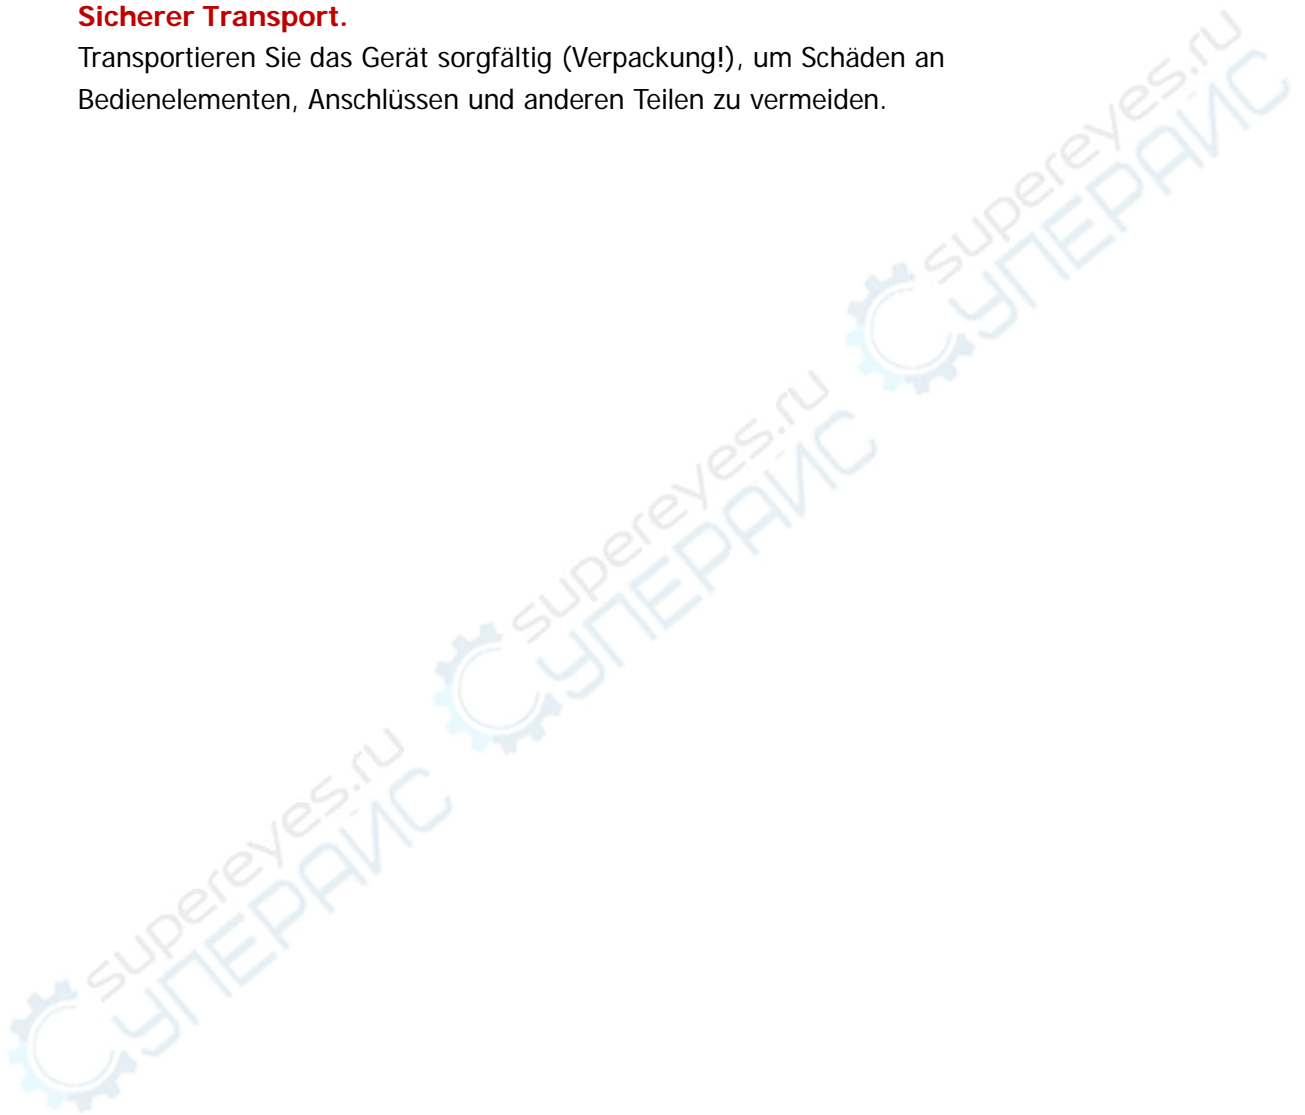 Sicherer Transport.
Transportieren Sie das Gerät sorgfältig (Verpackung!), um Schäden an
Bedienelementen, Anschlüssen und anderen Teilen zu vermeiden.
supereyes.ru
СУПЕРАЙС
supereyes.ru
СУПЕРАЙС
supereyes.ru
СУПЕРАЙС